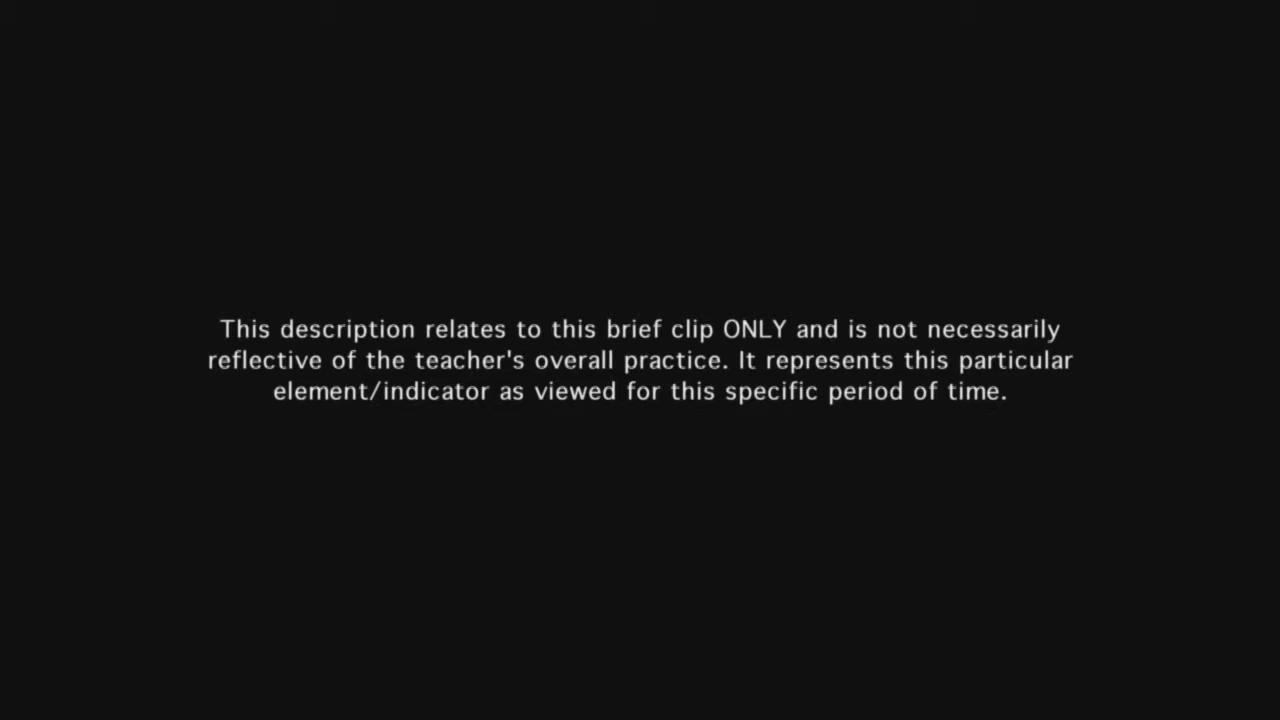 This description relates to this brief clip ONLY and is not necessarily
reflective of the teacher's overall practice. It represents this particular
element/indicator as viewed for this specific period of time.